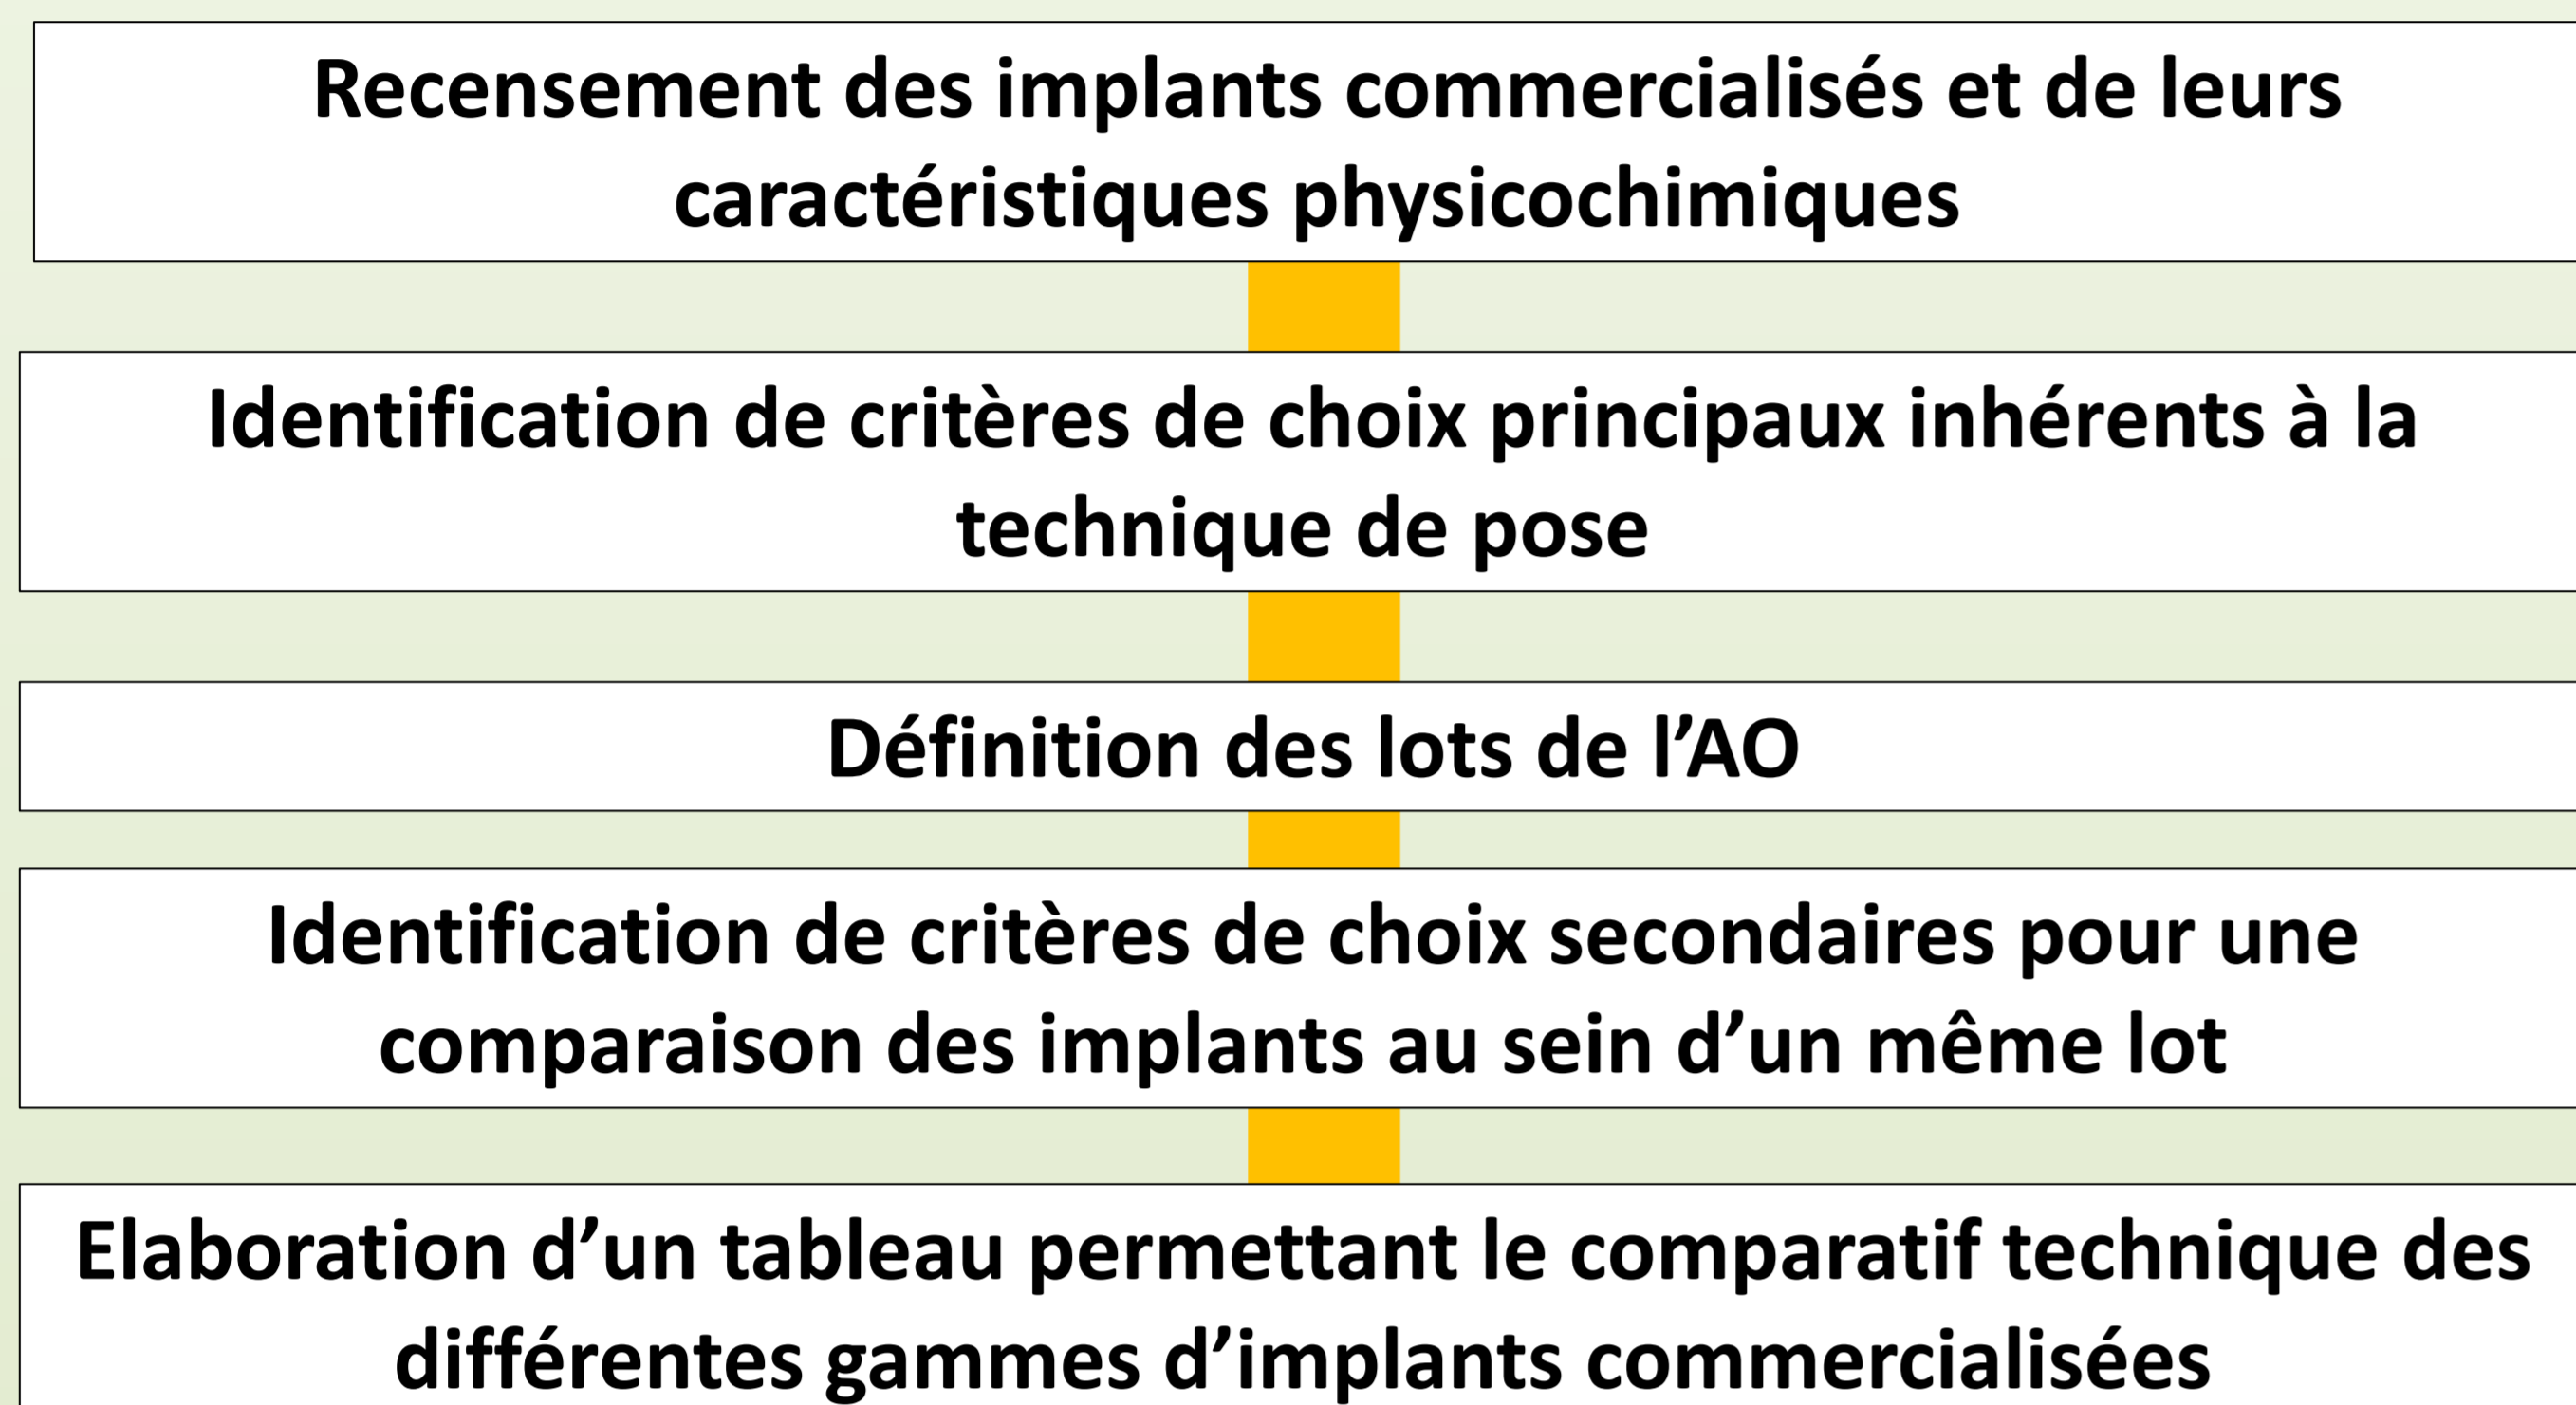 Recensement des implants commercialisés et de leurs
caractéristiques physicochimiques
Identification de critères de choix principaux inhérents à la
technique de pose
Définition des lots de l’AO
Identification de critères de choix secondaires pour une
comparaison des implants au sein d’un même lot
Elaboration d’un tableau permettant le comparatif technique des
différentes gammes d’implants commercialisées